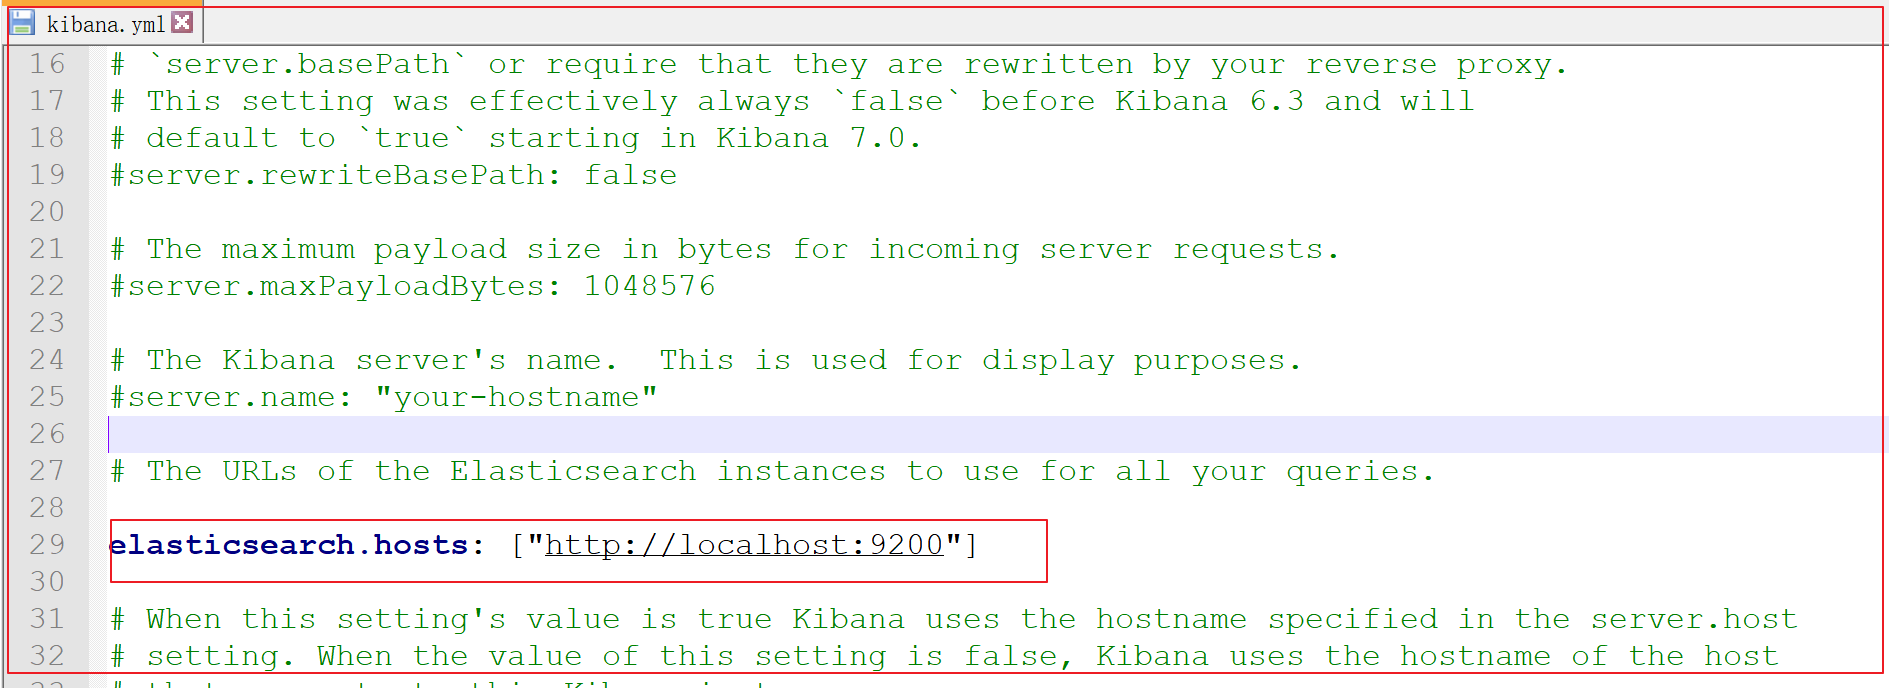 kibana.yml
16 # `server.basePath` or require that they are rewritten by your reverse proxy.
17 # This setting was effectively always `false` before Kibana 6.3 and will
18 # default to `true` starting in Kibana 7.0.
19 #server.rewriteBasePath: false
20
21 # The maximum payload size in bytes for incoming server requests.
22 #server.maxPayloadBytes: 1048576
23
24 # The Kibana server's name.  This is used for display purposes.
25 #server.name: "your-hostname"
26
27 # The URLs of the Elasticsearch instances to use for all your queries.
28
29 elasticsearch.hosts: ["http://localhost:9200"]
30
31 # When this setting's value is true Kibana uses the hostname specified in the server.host
32 # setting. When the value of this setting is false, Kibana uses the hostname of the host